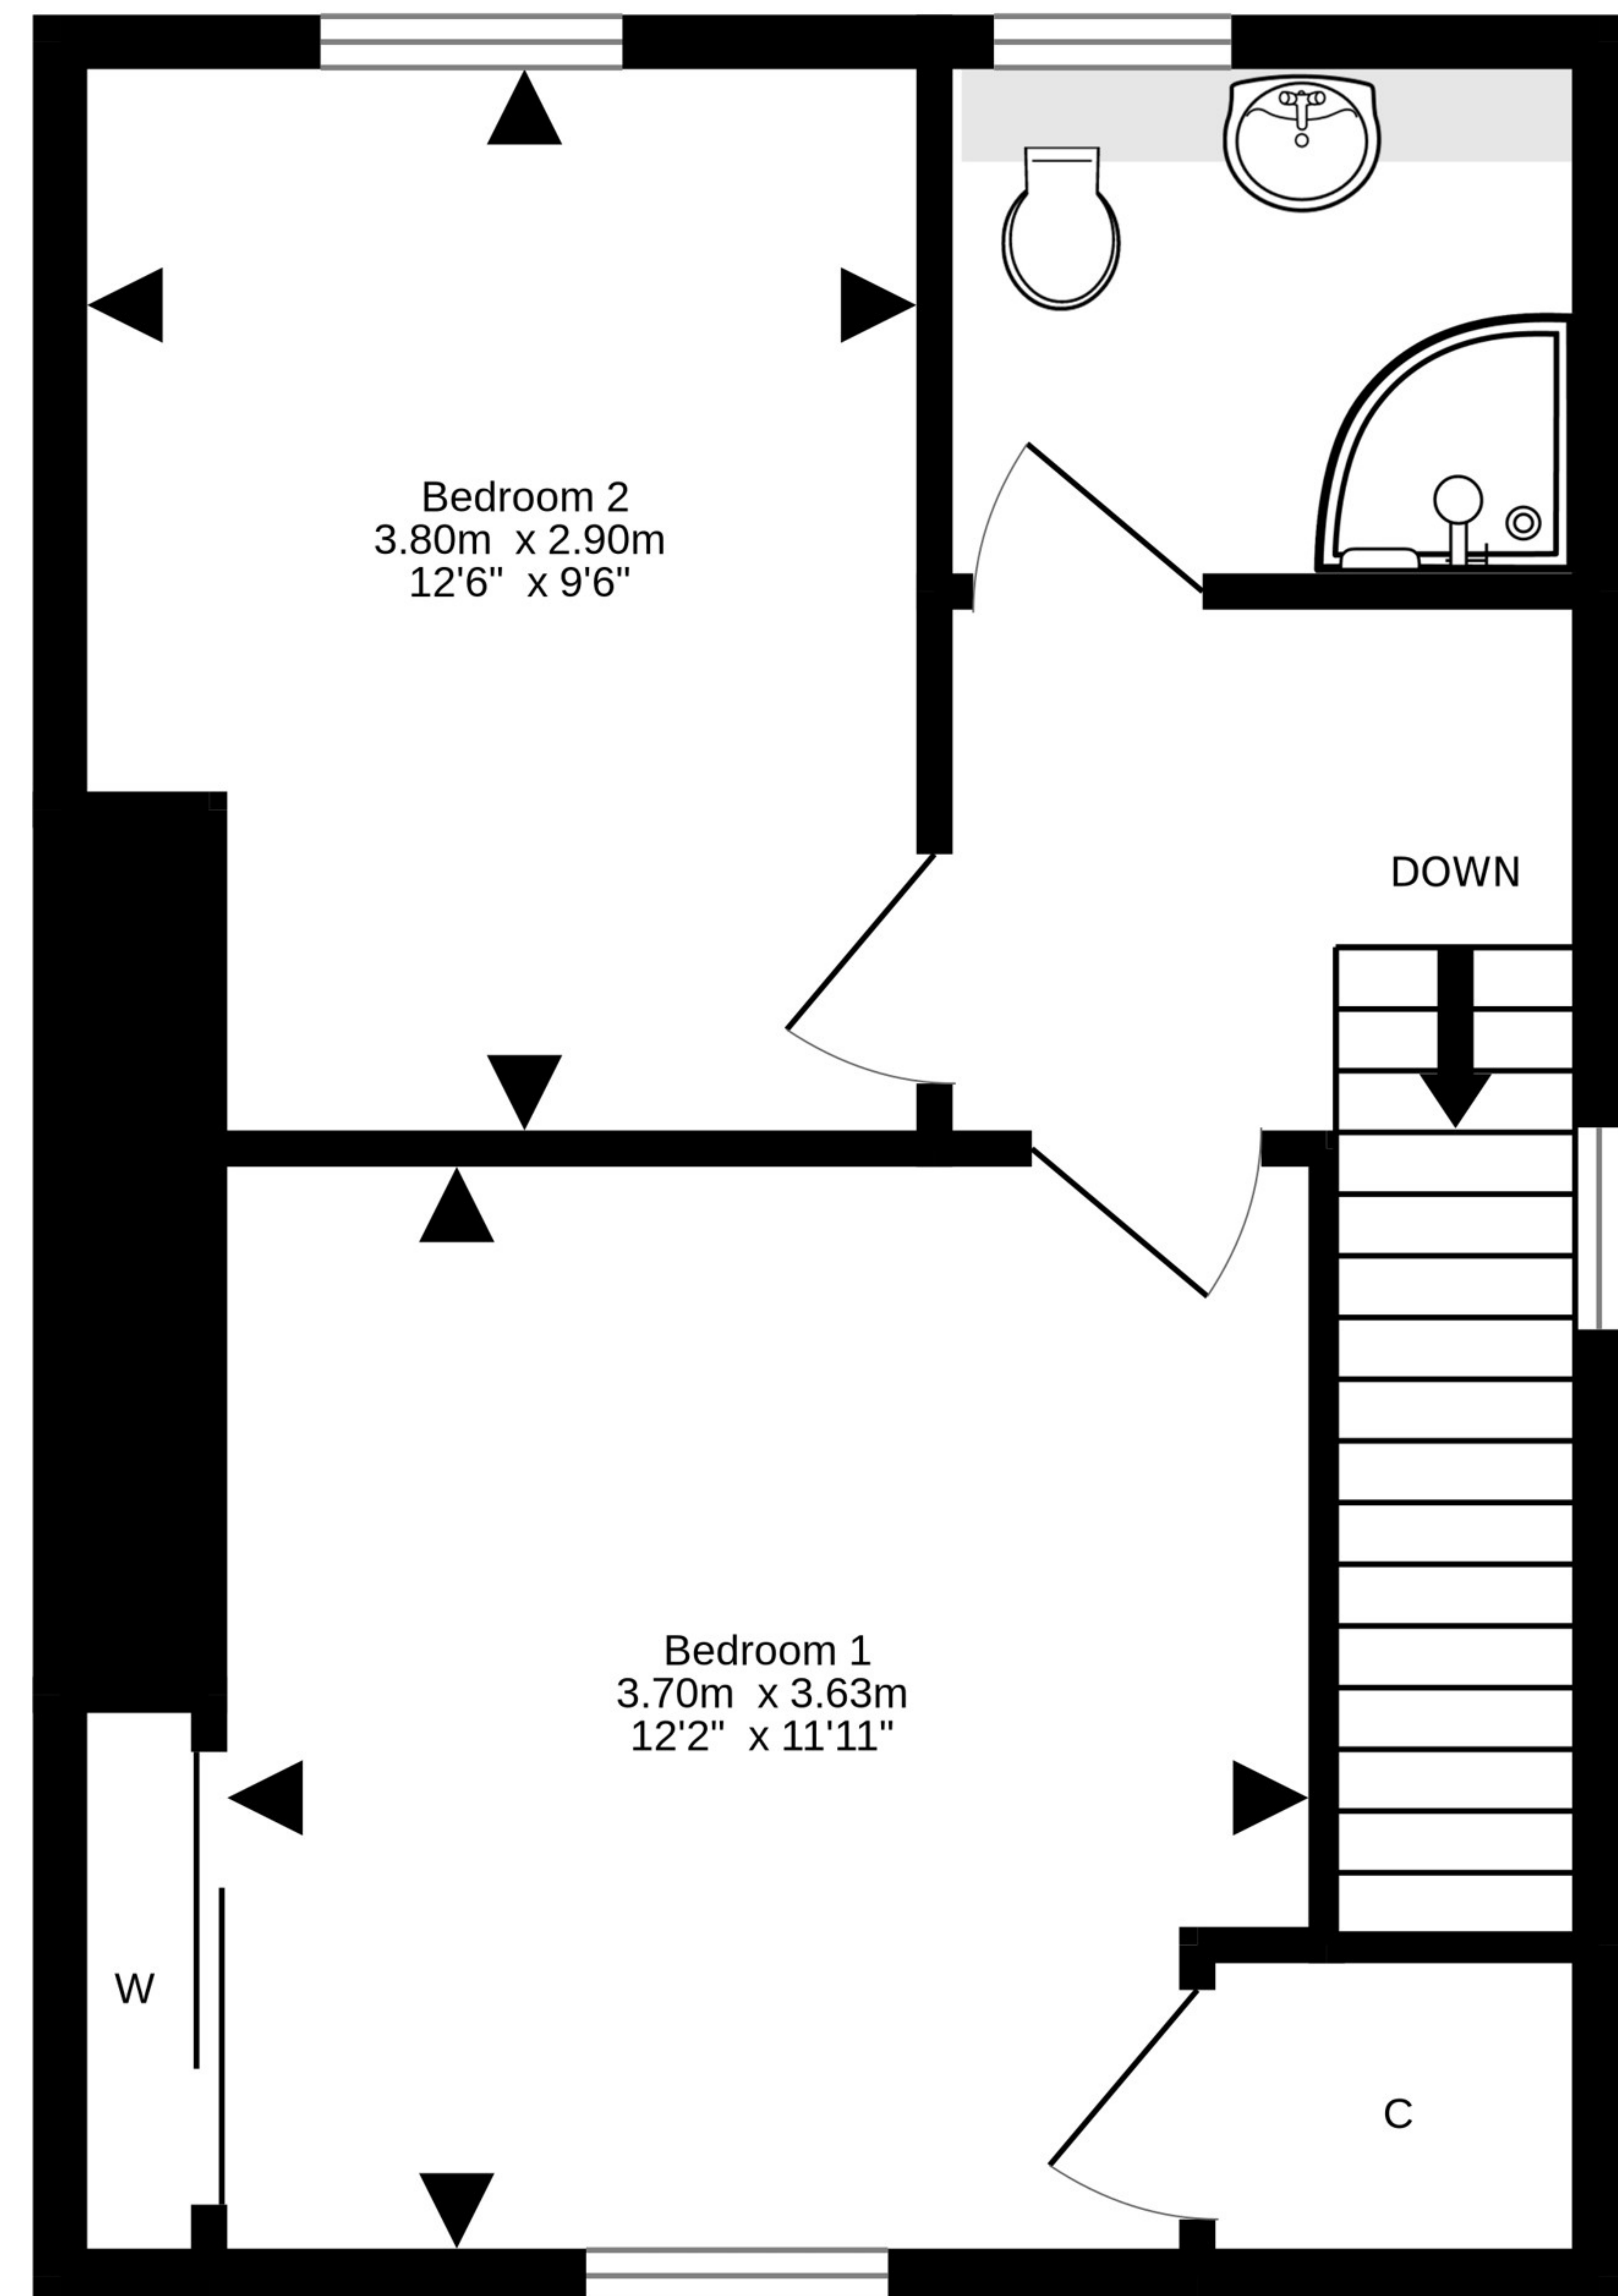 Bedroom 2
3.80m x 2.90m
12'6" x 9'6"
DOWN
Bedroom 1
3.70m x 3.63m
12'2" x 11'11"
W
C